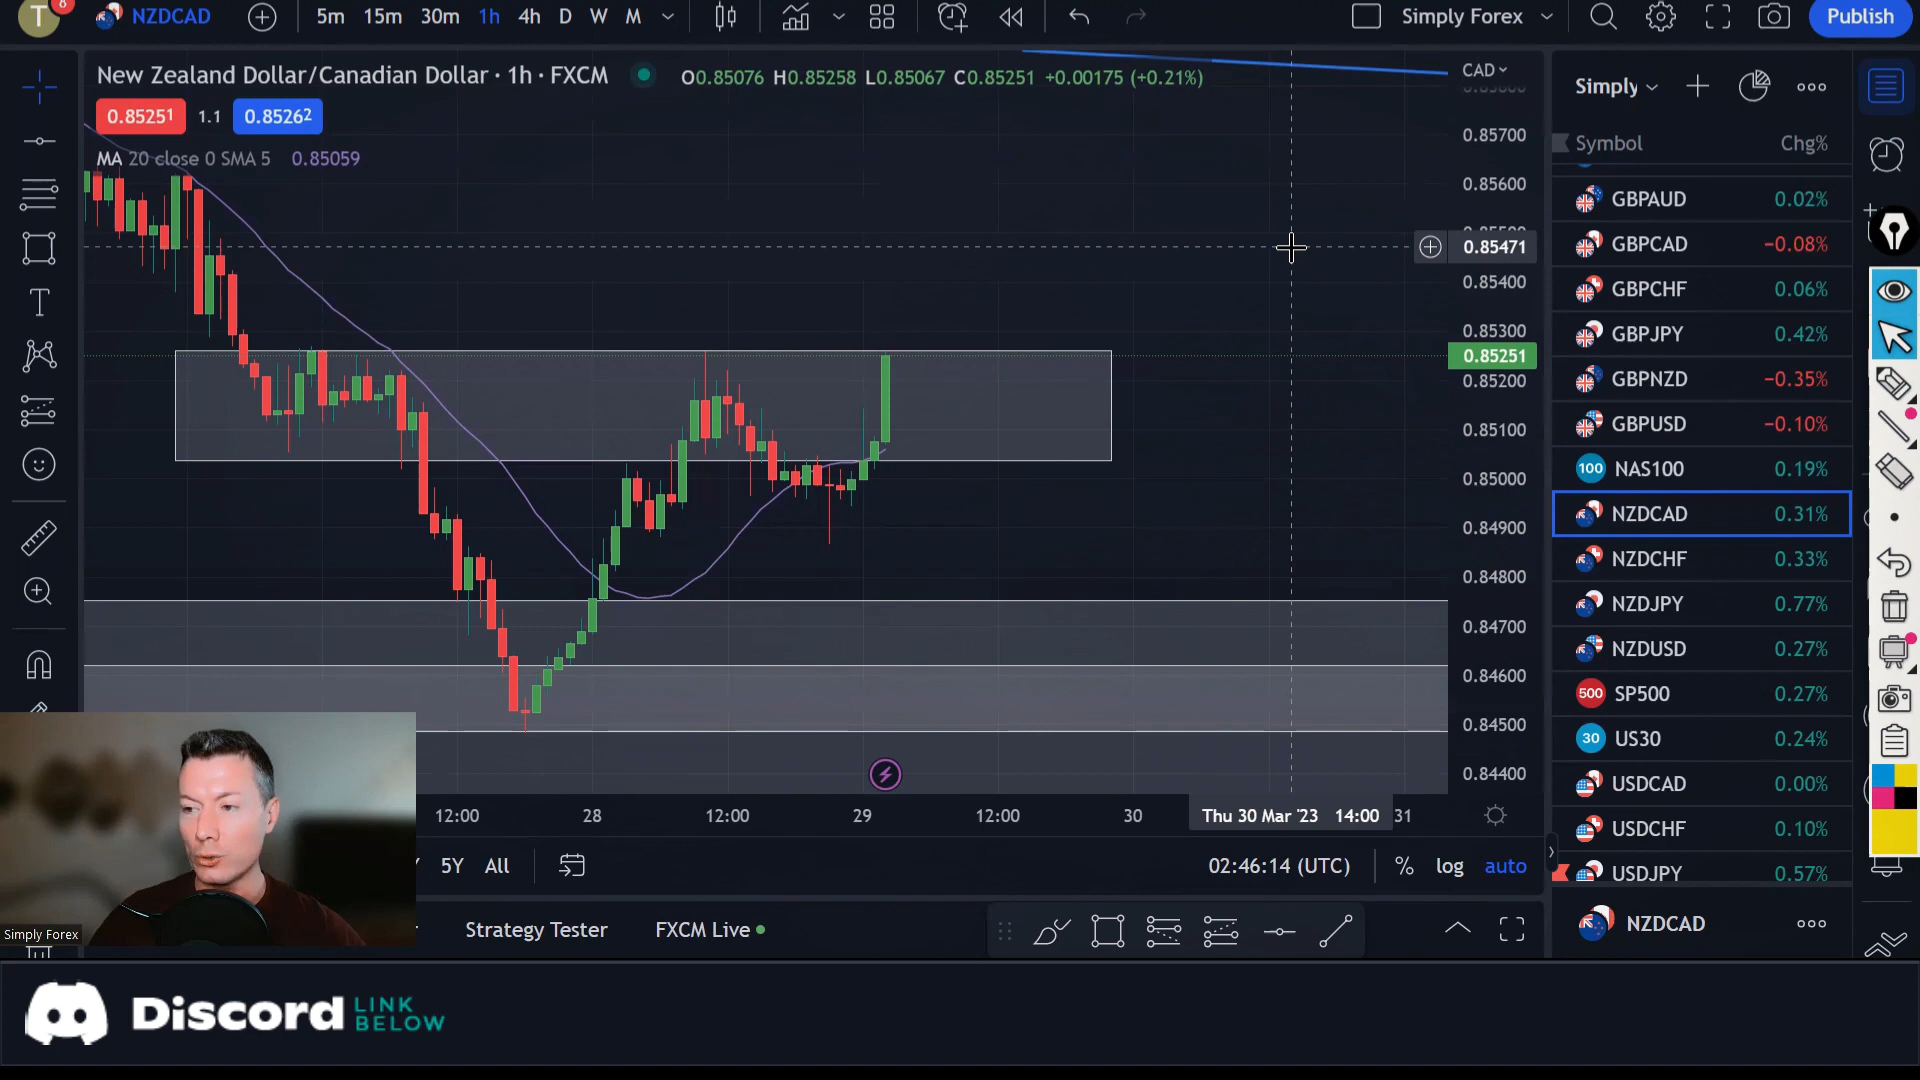 T
8
NZDCAD
5m 15m 30m 1h 4h D W M
Simply Forex
Publish
New Zealand Dollar/Canadian Dollar · 1h · FXCM
O0.85076 H0.85258 L0.85067 C0.85251 +0.00175 (+0.21%)
CAD
0.85251
1.1
0.85262
MA 20 close 0 SMA 5 0.85059
0.85700
0.85600
0.85471
0.85400
0.85300
0.85251
0.85200
0.85100
0.85000
0.84900
0.84800
0.84700
0.84600
0.84500
0.84400
12:00 28 12:00 29 12:00 30 Thu 30 Mar '23 14:00 31
5Y All
02:46:14 (UTC)
% log auto
Strategy Tester
FXCM Live
Simply
Symbol Chg%
GBPAUD 0.02%
GBPCAD −0.08%
GBPCHF 0.06%
GBPJPY 0.42%
GBPNZD −0.35%
GBPUSD −0.10%
100 NAS100 0.19%
NZDCAD 0.31%
NZDCHF 0.33%
NZDJPY 0.77%
NZDUSD 0.27%
500 SP500 0.27%
30 US30 0.24%
USDCAD 0.00%
USDCHF 0.10%
USDJPY 0.57%
NZDCAD
Simply Forex
Discord LINK
BELOW